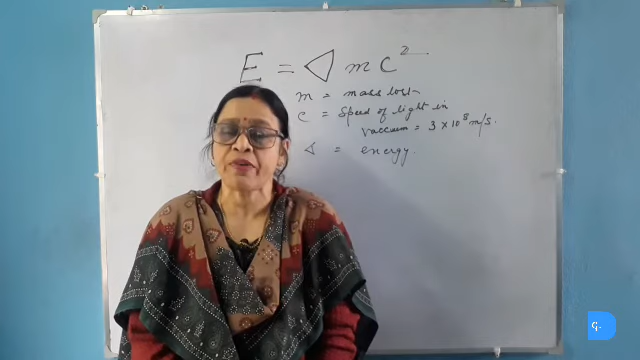 E = △ m c²
m = mass lost
c = Speed of light in
vaccum = 3 × 10⁸ m/s.
= energy.
G.